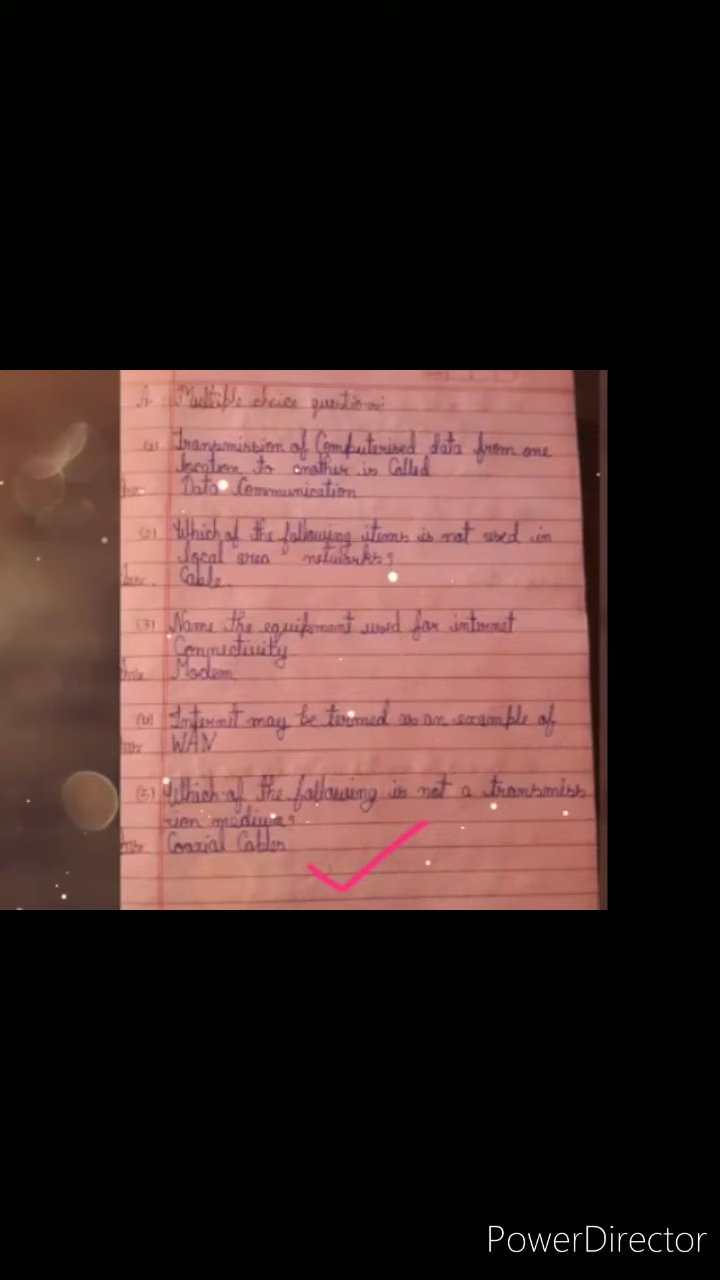 A. Multiple choice questions:
(1) Transmission of Computerised data from one
location to another is Called
Ans. Data Communication
(2) Which of the following items is not used in
local area networks?
Ans. Cable.
(3) Name the equipment used for internet
Connectivity
Ans. Modem
(4) Internet may be termed as an example of
Ans. WAN
(5) Which of the following is not a transmiss
ion medium?
Ans. Coaxial Cables
PowerDirector